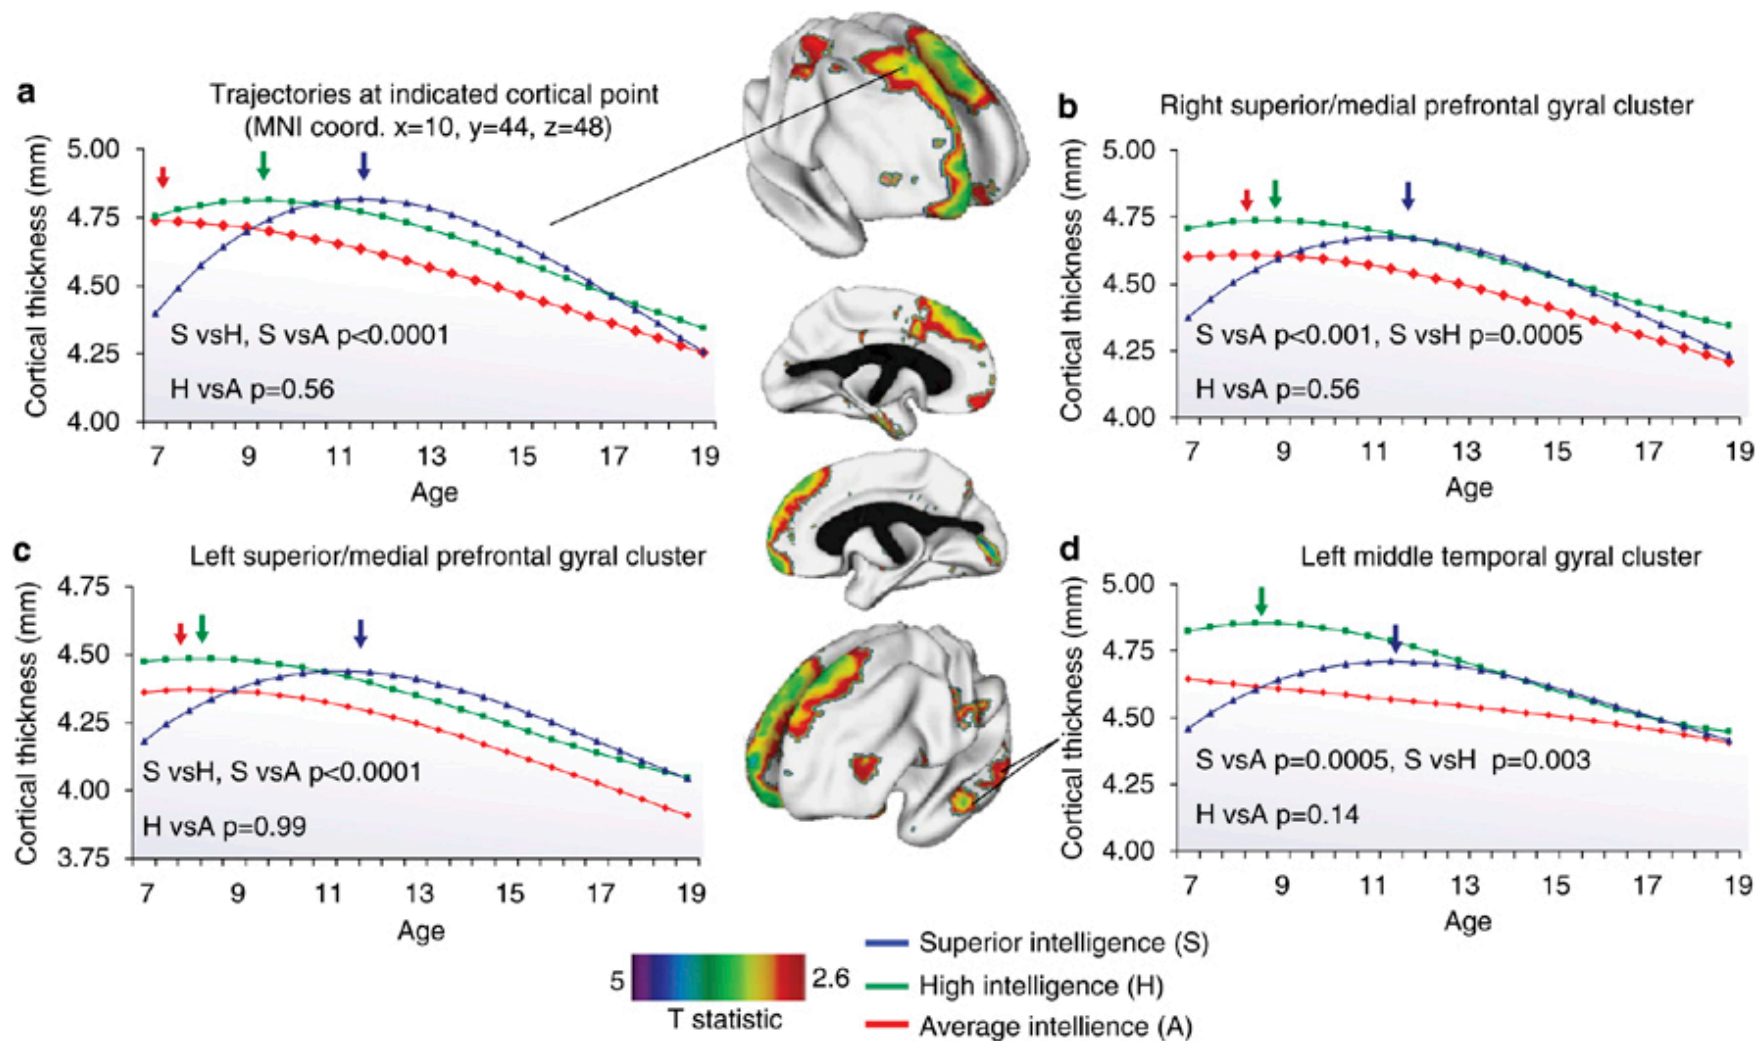 a
Trajectories at indicated cortical point
(MNI coord. x=10, y=44, z=48)
Cortical thickness (mm)
5.00
4.75
4.50
4.25
4.00
S vsH, S vsA p<0.0001
H vsA p=0.56
7 9 11 13 15 17 19
Age
b
Right superior/medial prefrontal gyral cluster
Cortical thickness (mm)
5.00
4.75
4.50
4.25
4.00
S vsA p<0.001, S vsH p=0.0005
H vsA p=0.56
7 9 11 13 15 17 19
Age
c
Left superior/medial prefrontal gyral cluster
Cortical thickness (mm)
4.75
4.50
4.25
4.00
3.75
S vsH, S vsA p<0.0001
H vsA p=0.99
7 9 11 13 15 17 19
Age
d
Left middle temporal gyral cluster
Cortical thickness (mm)
5.00
4.75
4.50
4.25
4.00
S vsA p=0.0005, S vsH p=0.003
H vsA p=0.14
7 9 11 13 15 17 19
Age
5 2.6
T statistic
Superior intelligence (S)
High intelligence (H)
Average intellience (A)